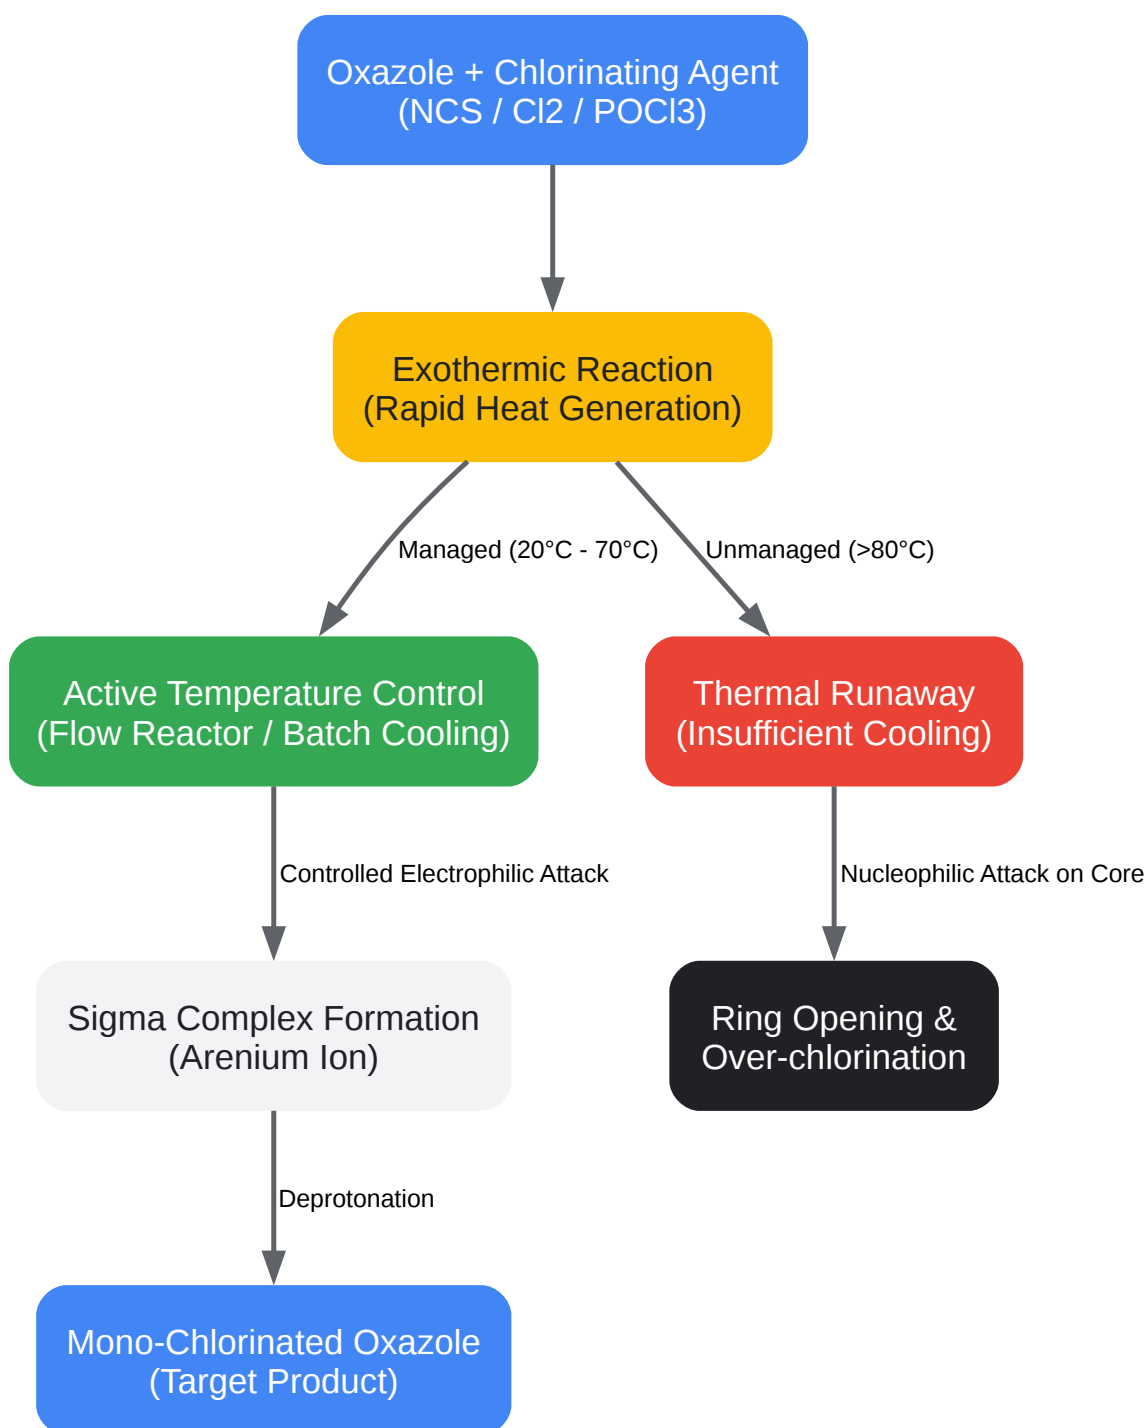 Oxazole + Chlorinating Agent
(NCS / Cl2 / POCl3)
Exothermic Reaction
(Rapid Heat Generation)
Managed (20°C - 70°C)
Unmanaged (>80°C)
Active Temperature Control
(Flow Reactor / Batch Cooling)
Thermal Runaway
(Insufficient Cooling)
Controlled Electrophilic Attack
Nucleophilic Attack on Core
Sigma Complex Formation
(Arenium Ion)
Ring Opening &
Over-chlorination
Deprotonation
Mono-Chlorinated Oxazole
(Target Product)